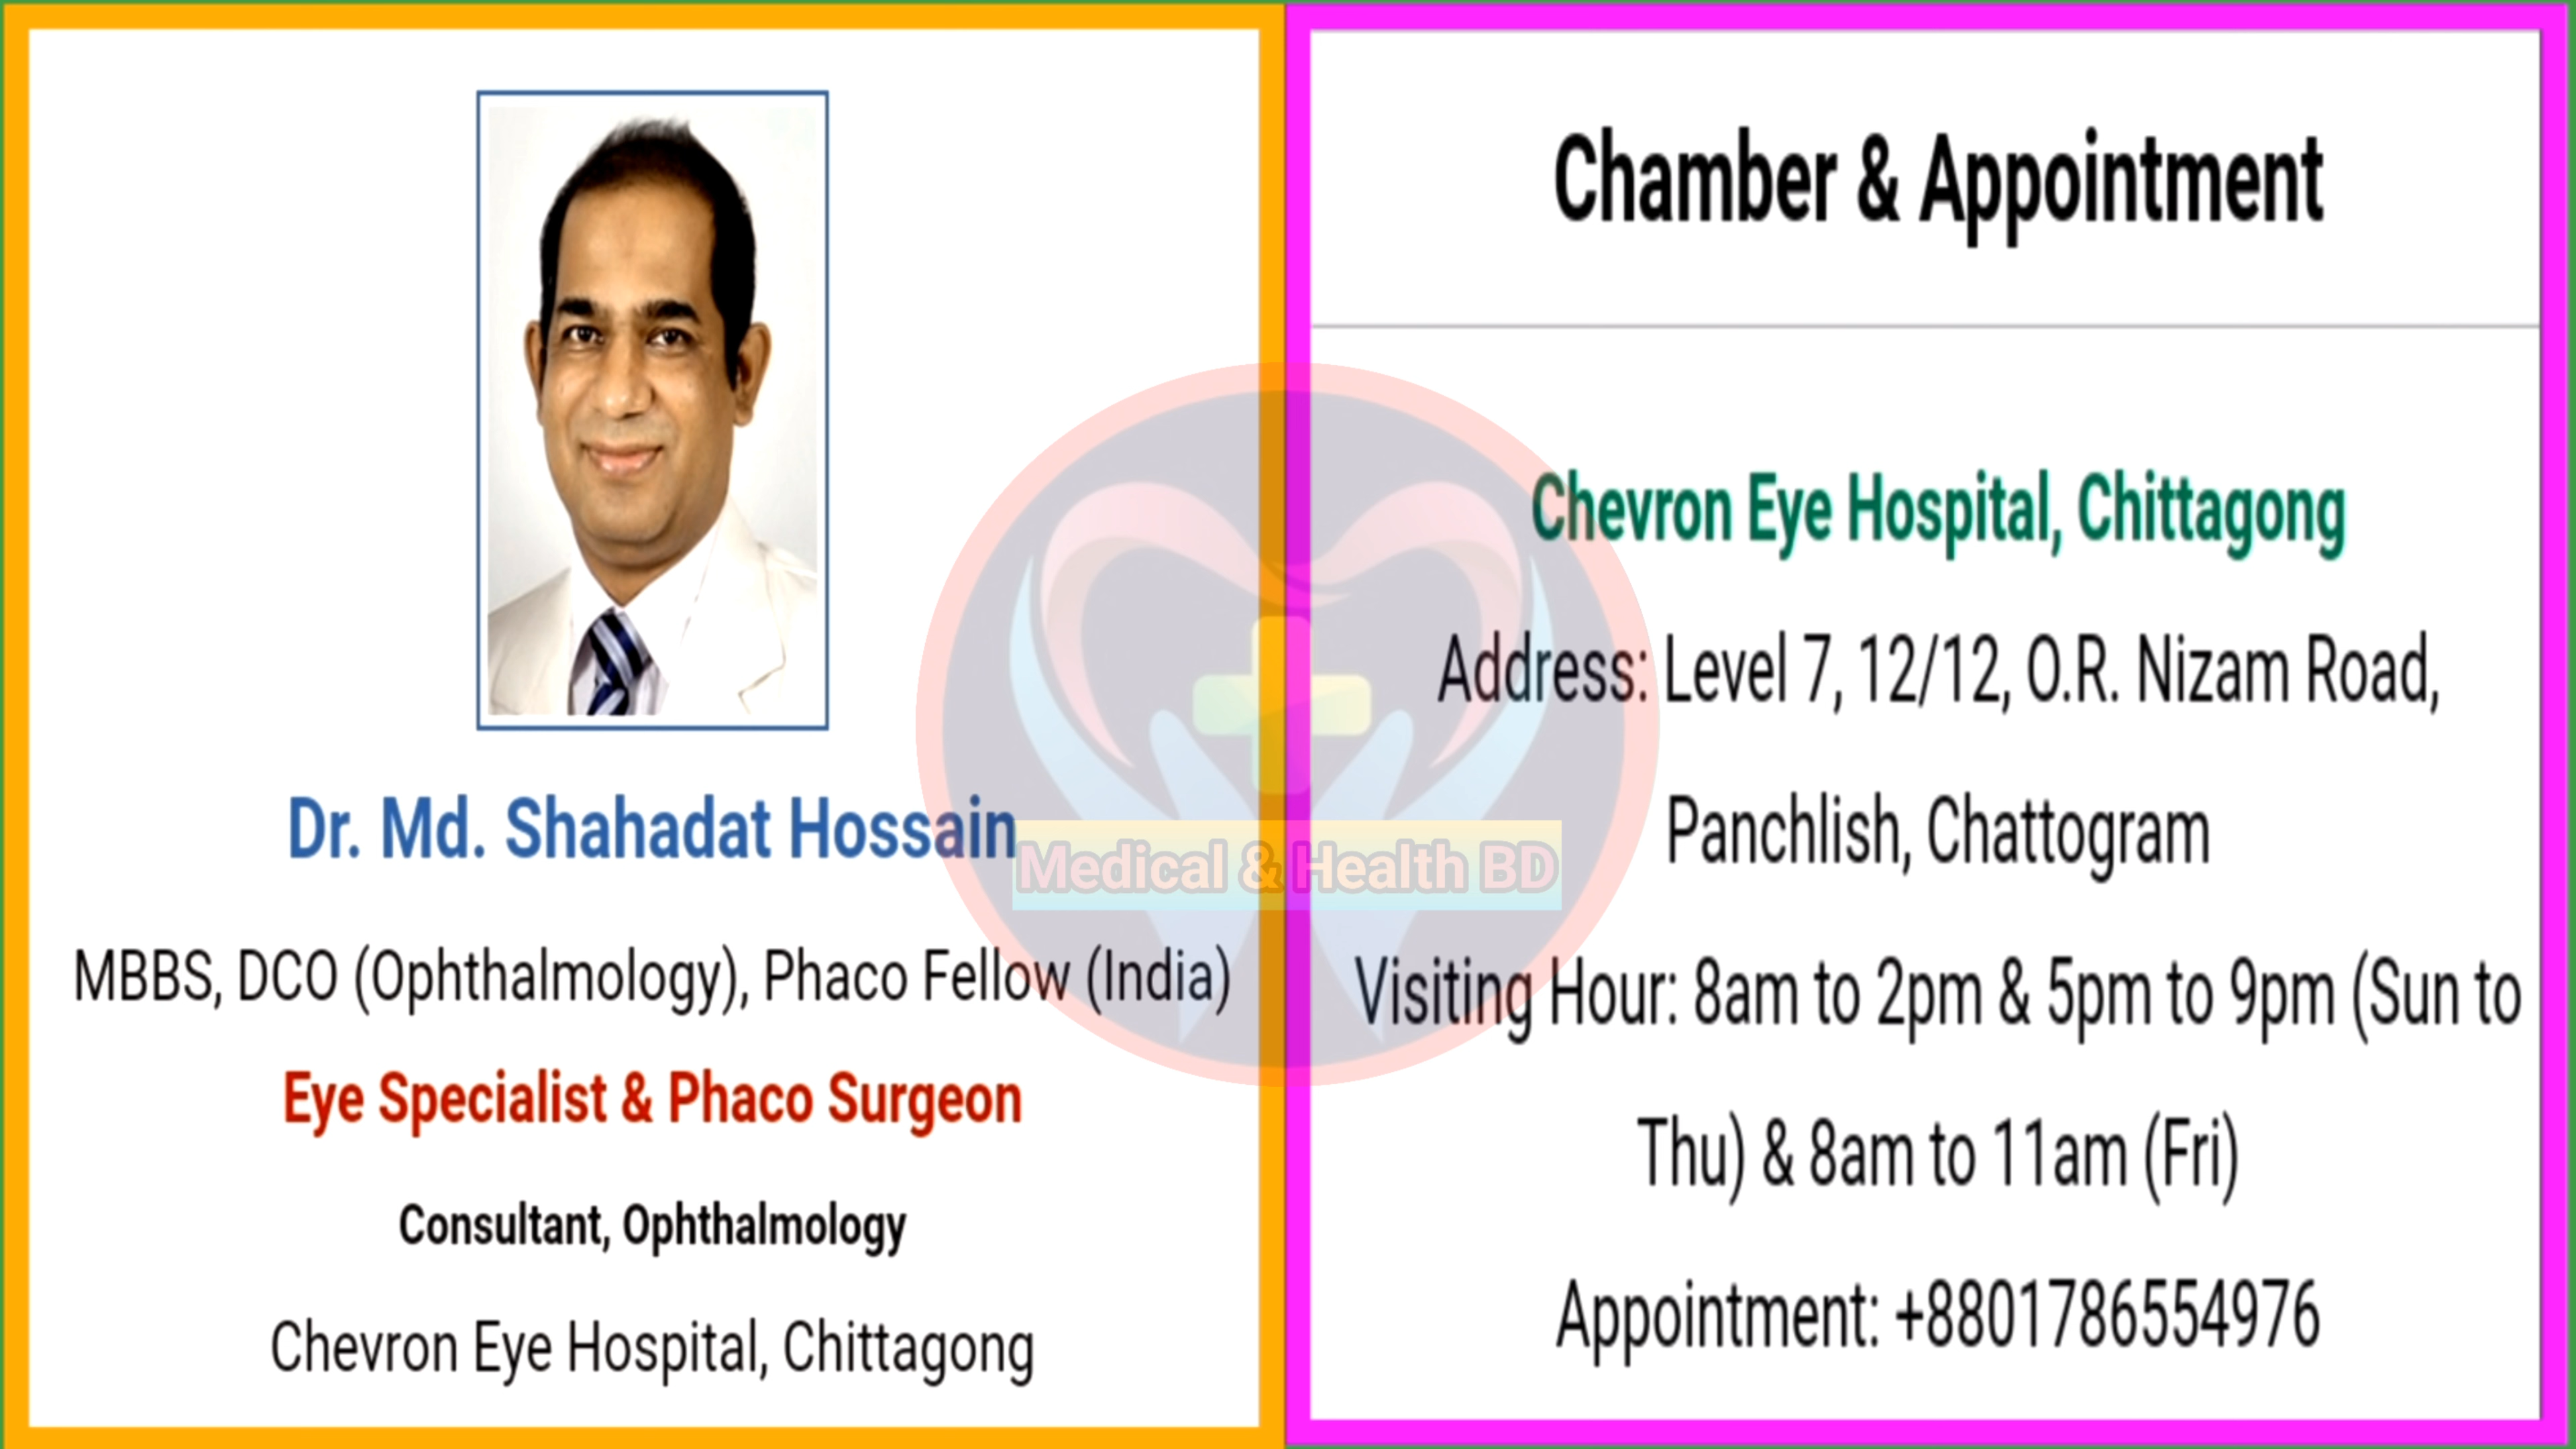 Dr. Md. Shahadat Hossain
MBBS, DCO (Ophthalmology), Phaco Fellow (India)
Eye Specialist & Phaco Surgeon
Consultant, Ophthalmology
Chevron Eye Hospital, Chittagong
Chamber & Appointment
Chevron Eye Hospital, Chittagong
Address: Level 7, 12/12, O.R. Nizam Road,
Panchlish, Chattogram
Visiting Hour: 8am to 2pm & 5pm to 9pm (Sun to
Thu) & 8am to 11am (Fri)
Appointment: +8801786554976
Medical & Health BD